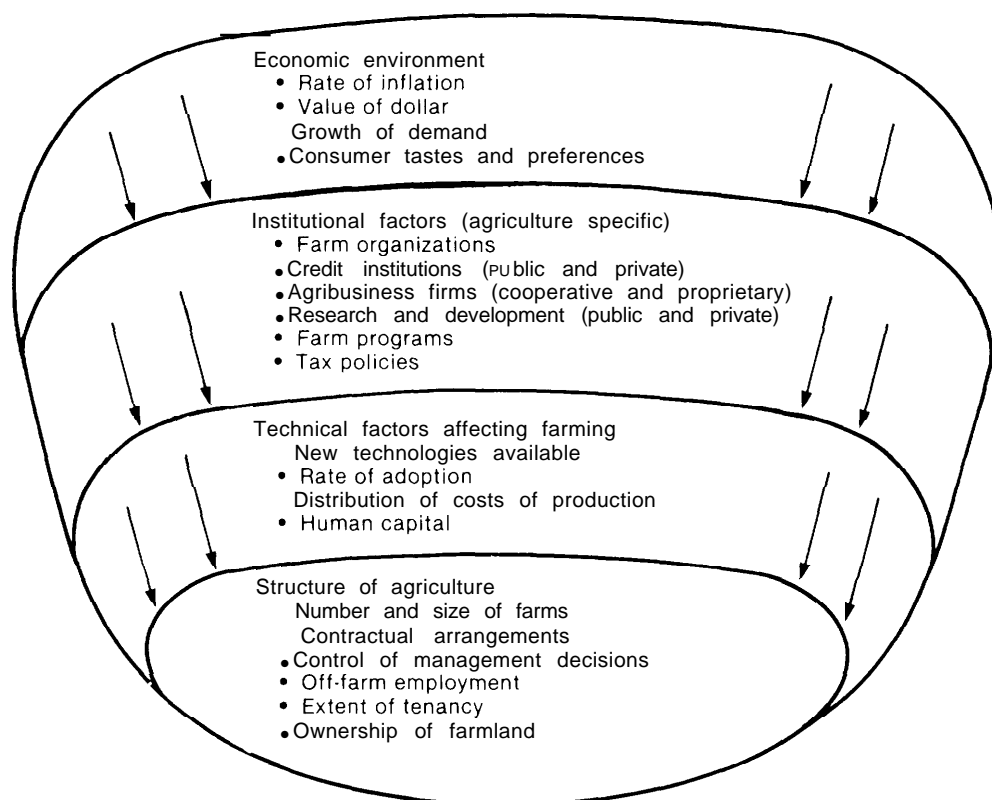 Economic environment
• Rate of inflation
• Value of dollar
Growth of demand
• Consumer tastes and preferences
Institutional factors (agriculture specific)
• Farm organizations
• Credit institutions (PUblic and private)
• Agribusiness firms (cooperative and proprietary)
• Research and development (public and private)
• Farm programs
• Tax policies
Technical factors affecting farming
New technologies available
• Rate of adoption
Distribution of costs of production
• Human capital
Structure of agriculture
Number and size of farms
Contractual arrangements
• Control of management decisions
• Off-farm employment
• Extent of tenancy
• Ownership of farmland